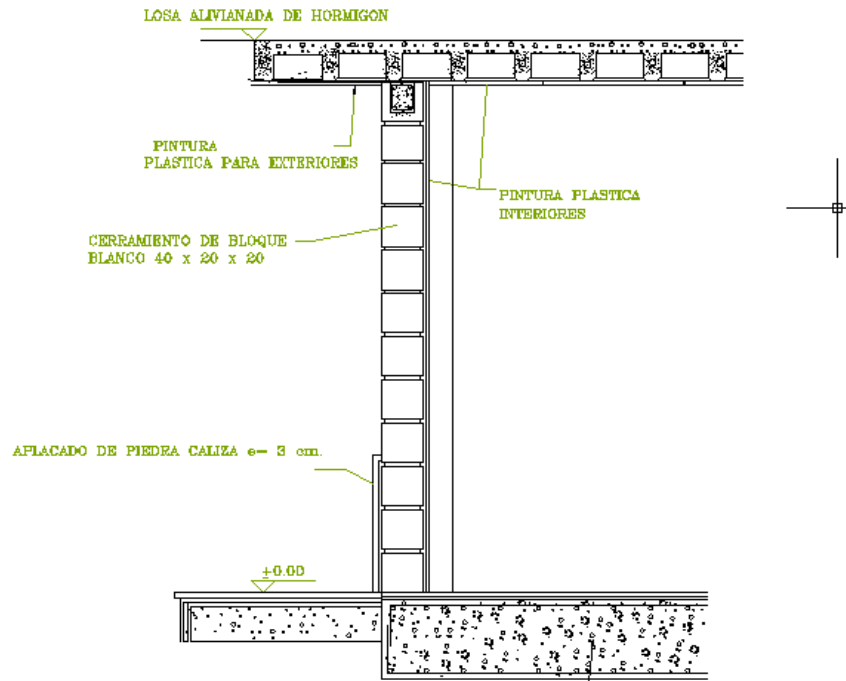 LOSA ALIVIANADA DE HORMIGON
PINTURA
PLASTICA PARA EXTERIORES
PINTURA PLASTICA
INTERIORES
CERRAMIENTO DE BLOQUE
BLANCO 40 x 20 x 20
APLACADO DE PIEDRA CALIZA e= 3 cm.
±0.00